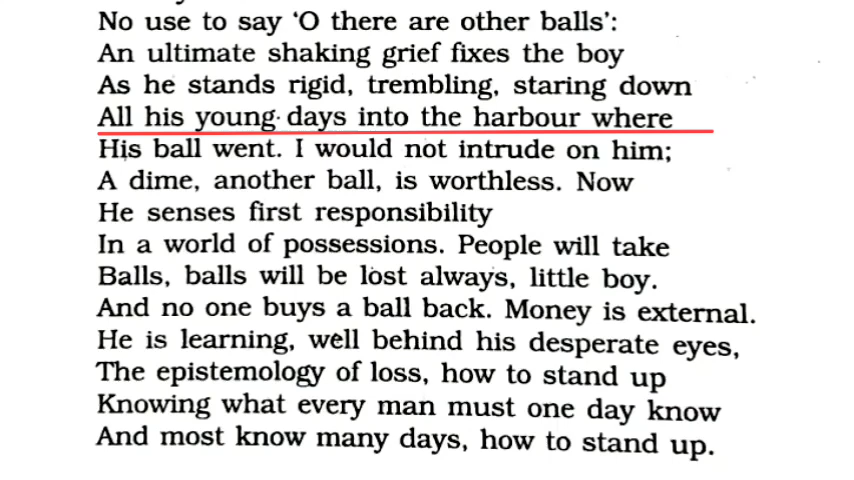 No use to say ‘O there are other balls’:
An ultimate shaking grief fixes the boy
As he stands rigid, trembling, staring down
All his young days into the harbour where
His ball went. I would not intrude on him;
A dime, another ball, is worthless. Now
He senses first responsibility
In a world of possessions. People will take
Balls, balls will be lost always, little boy.
And no one buys a ball back. Money is external.
He is learning, well behind his desperate eyes,
The epistemology of loss, how to stand up
Knowing what every man must one day know
And most know many days, how to stand up.